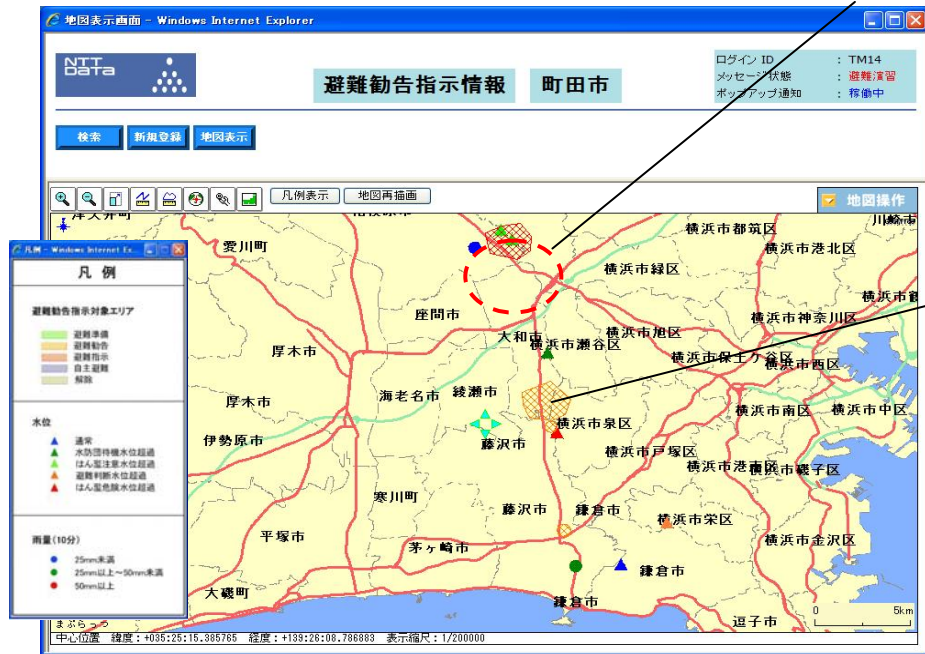 地図表示画面 - Windows Internet Explorer
NTT Data
避難勧告指示情報 町田市
ログイン ID : TM14
メッセージ状態 : 避難演習
ポップアップ通知 : 稼働中
検索 新規登録 地図表示
凡例表示 地図再描画
地図操作
凡例 - Windows Internet Ex...
凡 例
避難勧告指示対象エリア
避難準備
避難勧告
避難指示
自主避難
解除
水位
通常
水防団待機水位超過
はん濫注意水位超過
避難判断水位超過
はん濫危険水位超過
雨量(10分)
25mm未満
25mm以上~50mm未満
50mm以上
愛川町
横浜市都筑区
横浜市港北区
横浜市緑区
座間市
横浜市神奈川区
大和市
横浜市旭区
横浜市瀬谷区
厚木市
横浜市保土ケ谷区
横浜市西区
海老名市
綾瀬市
厚木市
横浜市南区
横浜市中区
横浜市泉区
伊勢原市
藤沢市
横浜市戸塚区
横浜市港南区
横浜市磯子区
寒川町
藤沢市
鎌倉市
横浜市栄区
平塚市
茅ヶ崎市
横浜市金沢区
鎌倉市
大磯町
鎌倉市
逗子市
0 5km
まぷらっつ
中心位置 緯度:+035:25:15.385765 経度:+139:26:08.786883 表示縮尺:1/200000